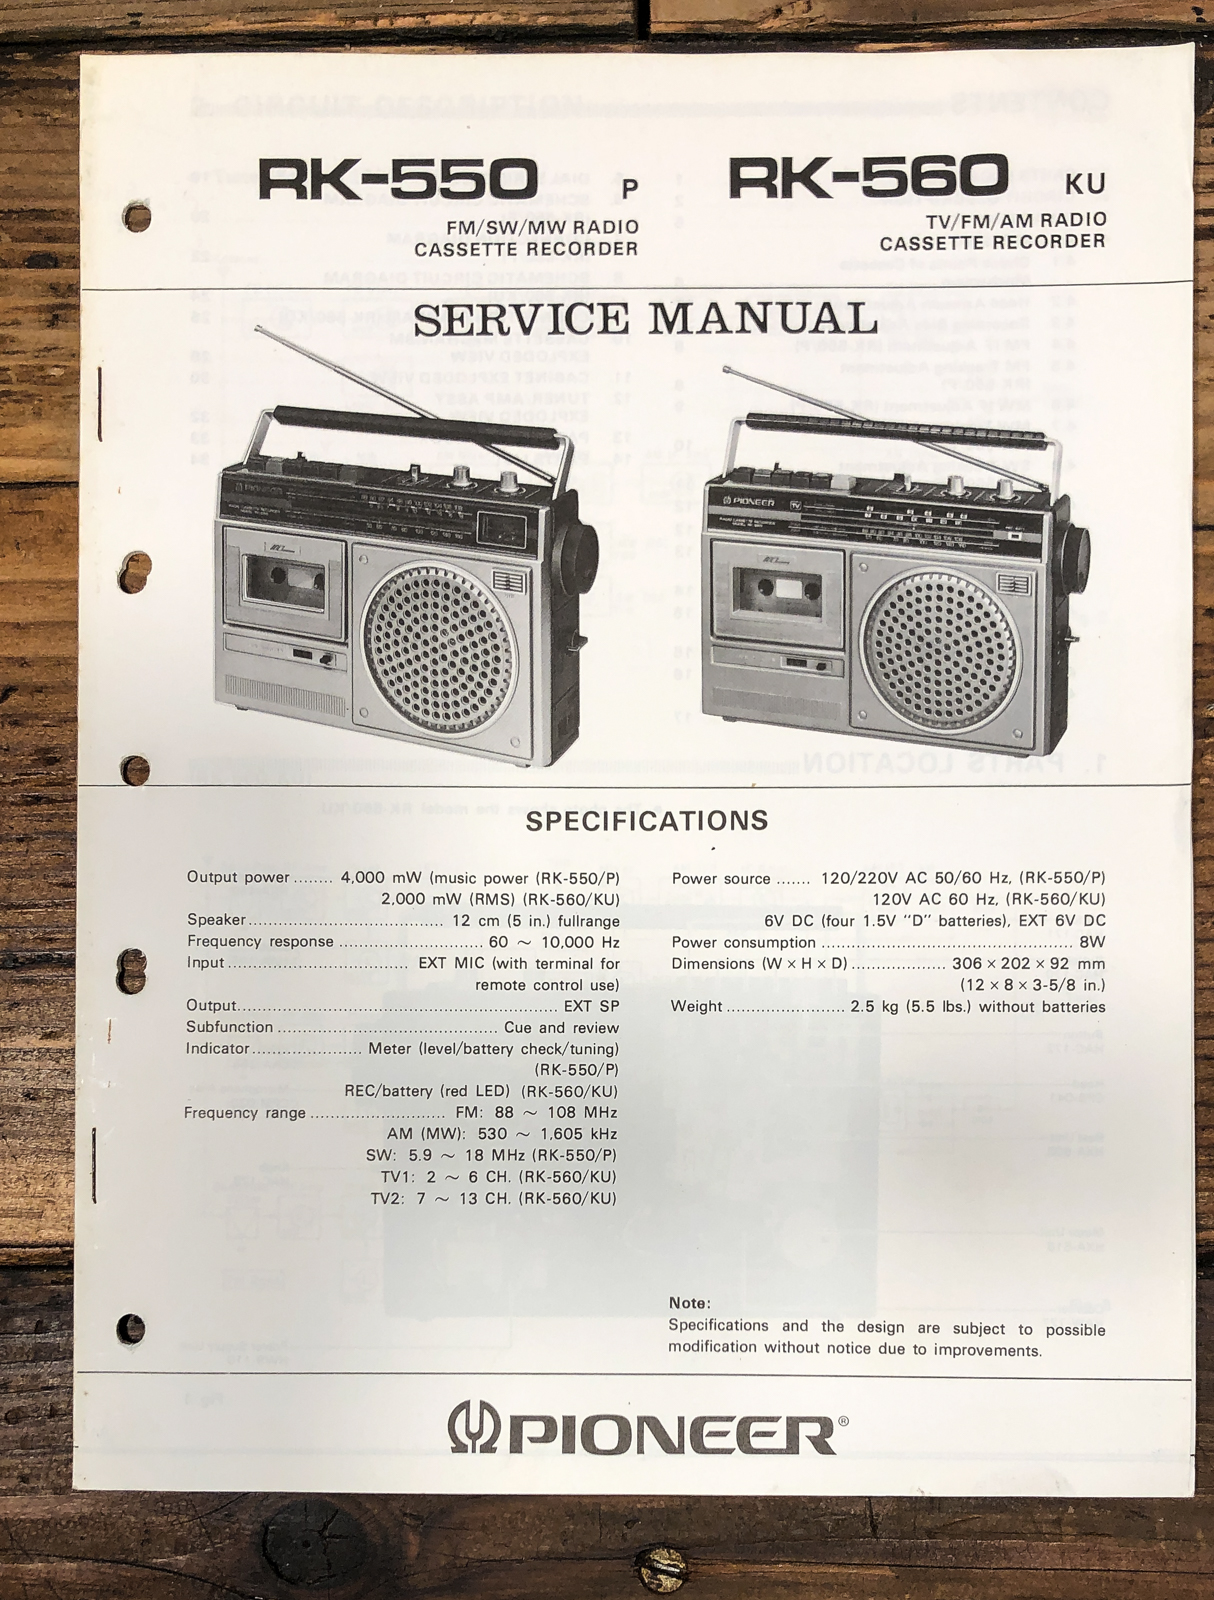 RK-550 P
FM/SW/MW RADIO
CASSETTE RECORDER
RK-560 KU
TV/FM/AM RADIO
CASSETTE RECORDER
SERVICE MANUAL
PIONEER
PIONEER
TV
SPECIFICATIONS
Output power ........ 4,000 mW (music power (RK-550/P)
2,000 mW (RMS) (RK-560/KU)
Speaker ........ 12 cm (5 in.) fullrange
Frequency response ........ 60 ~ 10,000 Hz
Input ........ EXT MIC (with terminal for
remote control use)
Output ........ EXT SP
Subfunction ........ Cue and review
Indicator ........ Meter (level/battery check/tuning)
(RK-550/P)
REC/battery (red LED) (RK-560/KU)
Frequency range ........ FM: 88 ~ 108 MHz
AM (MW): 530 ~ 1,605 kHz
SW: 5.9 ~ 18 MHz (RK-550/P)
TV1: 2 ~ 6 CH. (RK-560/KU)
TV2: 7 ~ 13 CH. (RK-560/KU)
Power source ....... 120/220V AC 50/60 Hz, (RK-550/P)
120V AC 60 Hz, (RK-560/KU)
6V DC (four 1.5V "D" batteries), EXT 6V DC
Power consumption ........ 8W
Dimensions (W × H × D) ........ 306 × 202 × 92 mm
(12 × 8 × 3-5/8 in.)
Weight ........ 2.5 kg (5.5 lbs.) without batteries
Note:
Specifications and the design are subject to possible
modification without notice due to improvements.
PIONEER®